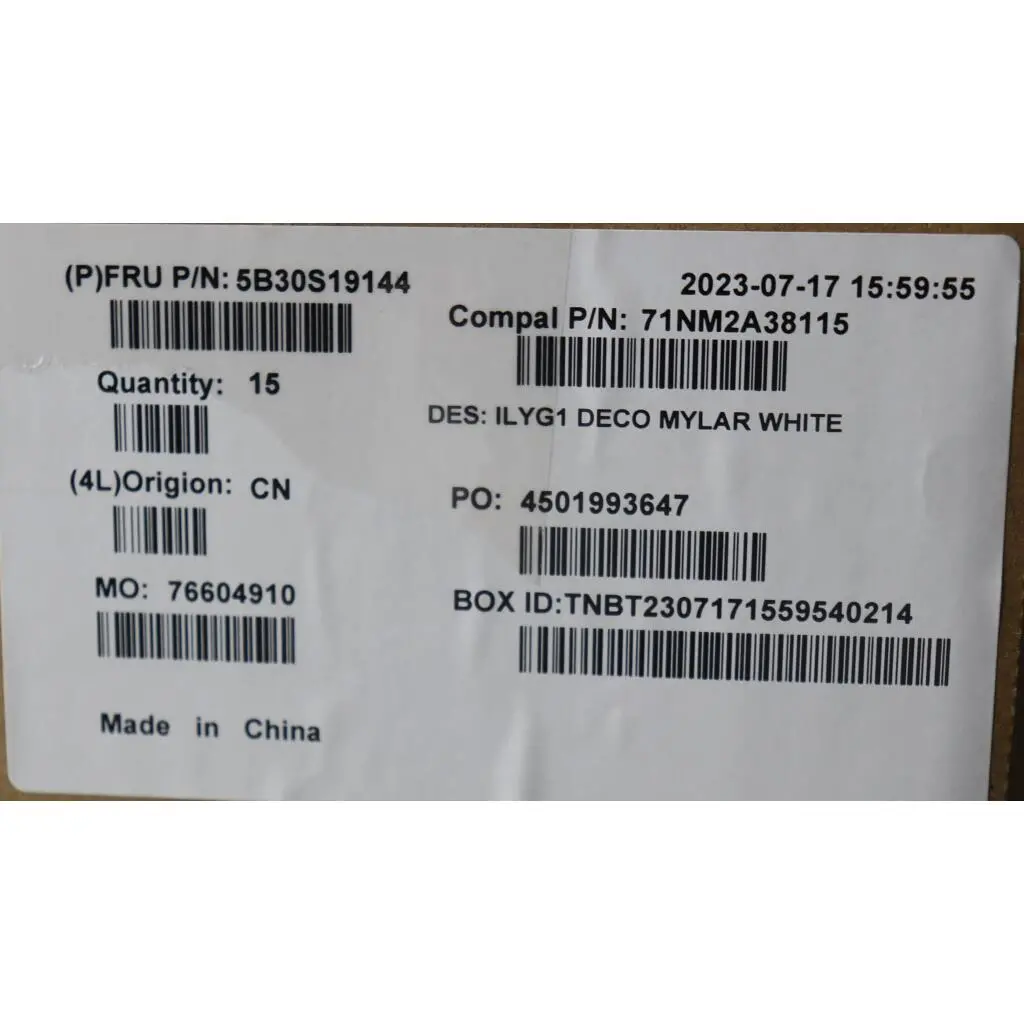 (P)FRU P/N: 5B30S19144
2023-07-17 15:59:55
Compal P/N: 71NM2A38115
Quantity: 15
DES: ILYG1 DECO MYLAR WHITE
(4L)Origion: CN
PO: 4501993647
MO: 76604910
BOX ID:TNBT2307171559540214
Made in China